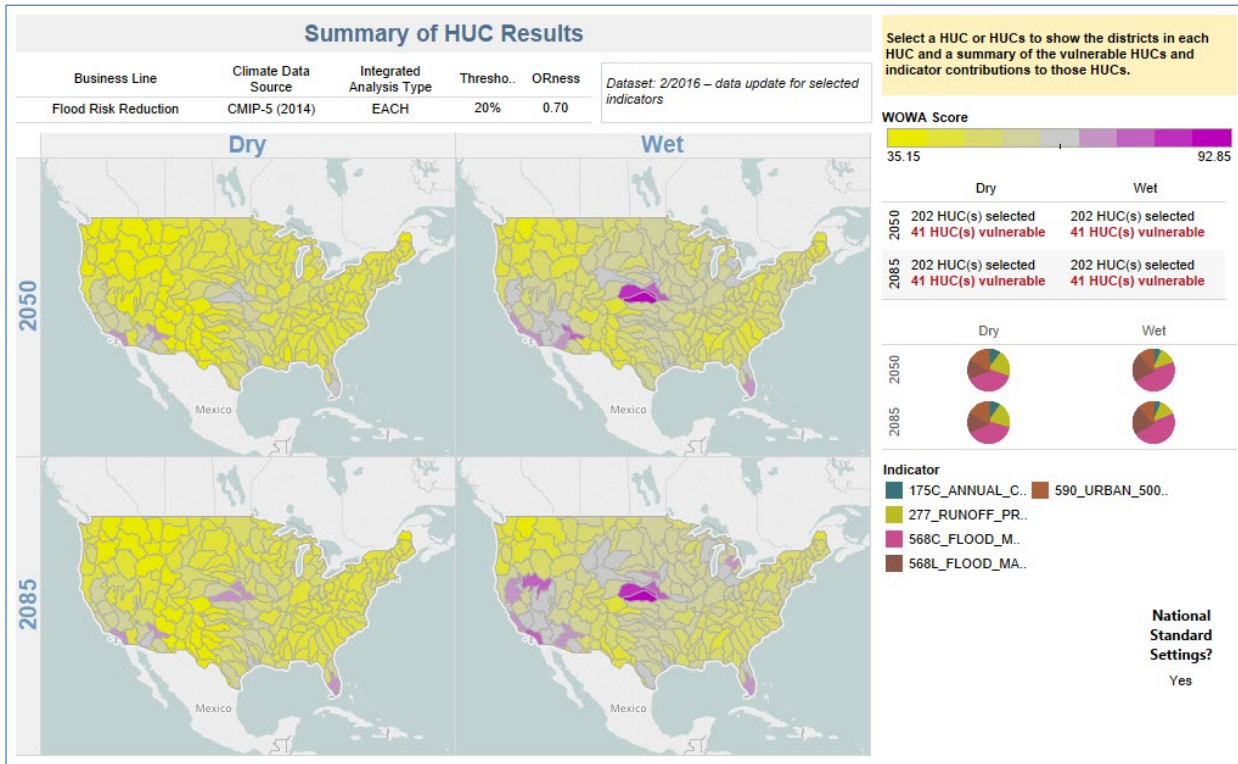 Summary of HUC Results
Business Line
Climate Data
Source
Integrated
Analysis Type
Thresho..
ORness
Flood Risk Reduction
CMIP-5 (2014)
EACH
20%
0.70
Dataset: 2/2016 – data update for selected
indicators
Dry
Wet
2050
Mexico
Mexico
2085
Mexico
Mexico
Select a HUC or HUCs to show the districts in each
HUC and a summary of the vulnerable HUCs and
indicator contributions to those HUCs.
WOWA Score
35.15
92.85
Dry
Wet
2050
202 HUC(s) selected
41 HUC(s) vulnerable
202 HUC(s) selected
41 HUC(s) vulnerable
2085
202 HUC(s) selected
41 HUC(s) vulnerable
202 HUC(s) selected
41 HUC(s) vulnerable
Dry
Wet
2050
2085
Indicator
175C_ANNUAL_C..
590_URBAN_500..
277_RUNOFF_PR..
568C_FLOOD_M..
568L_FLOOD_MA..
National
Standard
Settings?
Yes